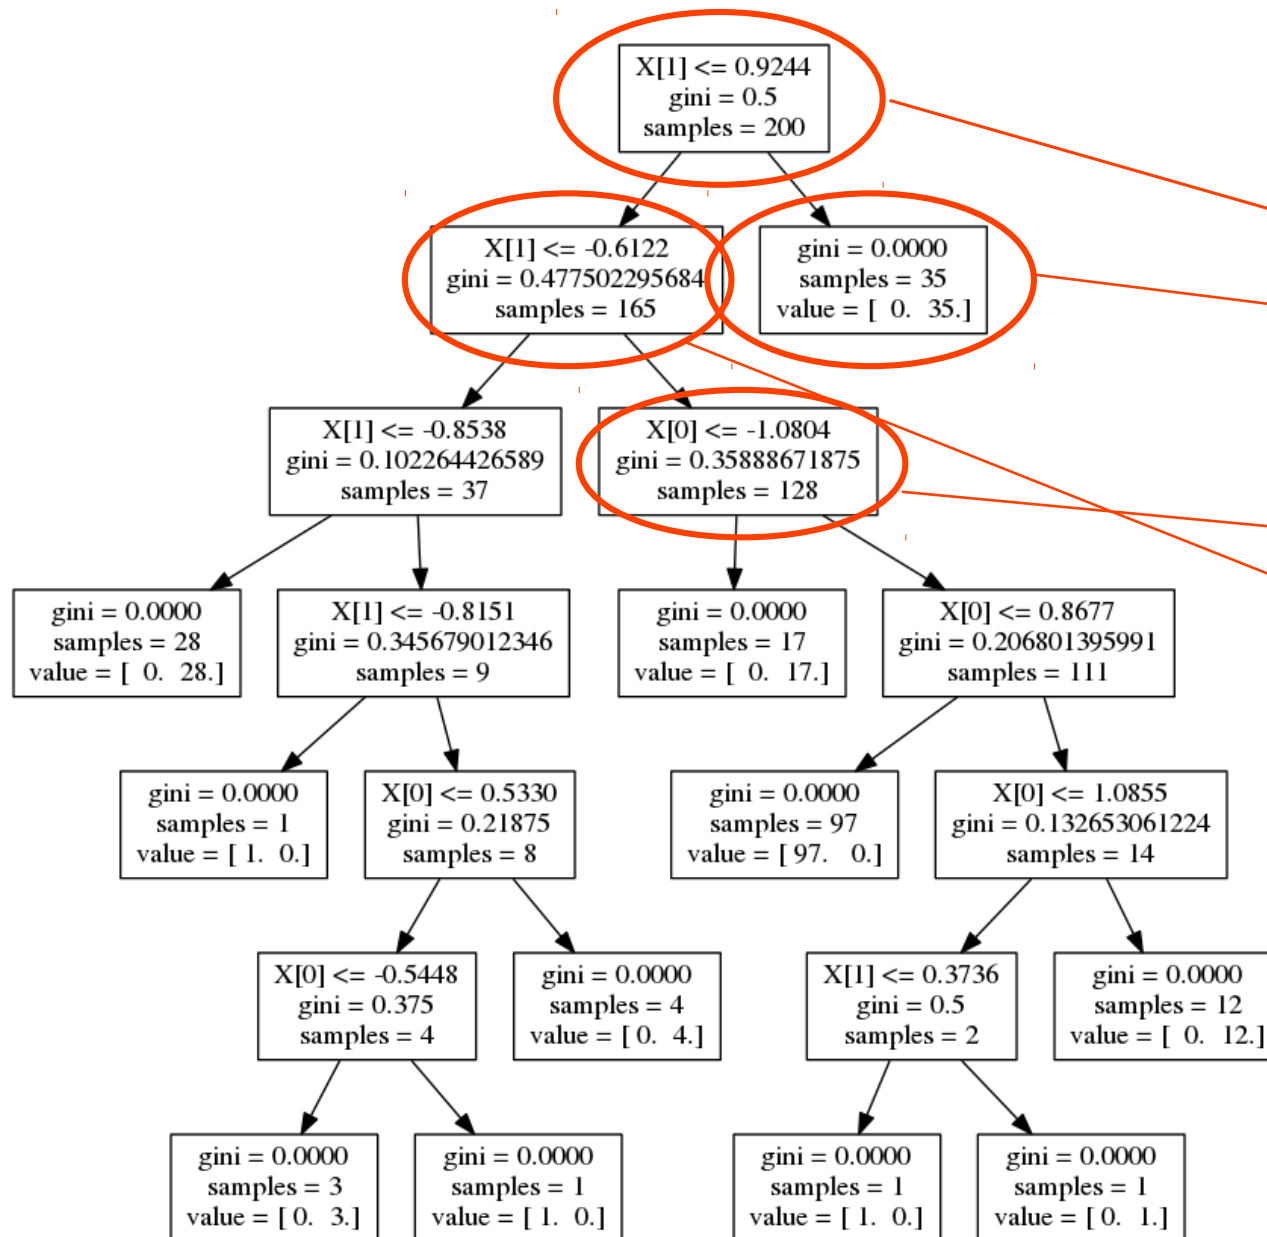 X[1] <= 0.9244
gini = 0.5
samples = 200
X[1] <= -0.6122
gini = 0.477502295684
samples = 165
gini = 0.0000
samples = 35
value = [ 0. 35.]
X[1] <= -0.8538
gini = 0.102264426589
samples = 37
X[0] <= -1.0804
gini = 0.35888671875
samples = 128
gini = 0.0000
samples = 28
value = [ 0. 28.]
X[1] <= -0.8151
gini = 0.345679012346
samples = 9
gini = 0.0000
samples = 17
value = [ 0. 17.]
X[0] <= 0.8677
gini = 0.206801395991
samples = 111
gini = 0.0000
samples = 1
value = [ 1. 0.]
X[0] <= 0.5330
gini = 0.21875
samples = 8
gini = 0.0000
samples = 97
value = [ 97. 0.]
X[0] <= 1.0855
gini = 0.132653061224
samples = 14
X[0] <= -0.5448
gini = 0.375
samples = 4
gini = 0.0000
samples = 4
value = [ 0. 4.]
X[1] <= 0.3736
gini = 0.5
samples = 2
gini = 0.0000
samples = 12
value = [ 0. 12.]
gini = 0.0000
samples = 3
value = [ 0. 3.]
gini = 0.0000
samples = 1
value = [ 1. 0.]
gini = 0.0000
samples = 1
value = [ 1. 0.]
gini = 0.0000
samples = 1
value = [ 0. 1.]